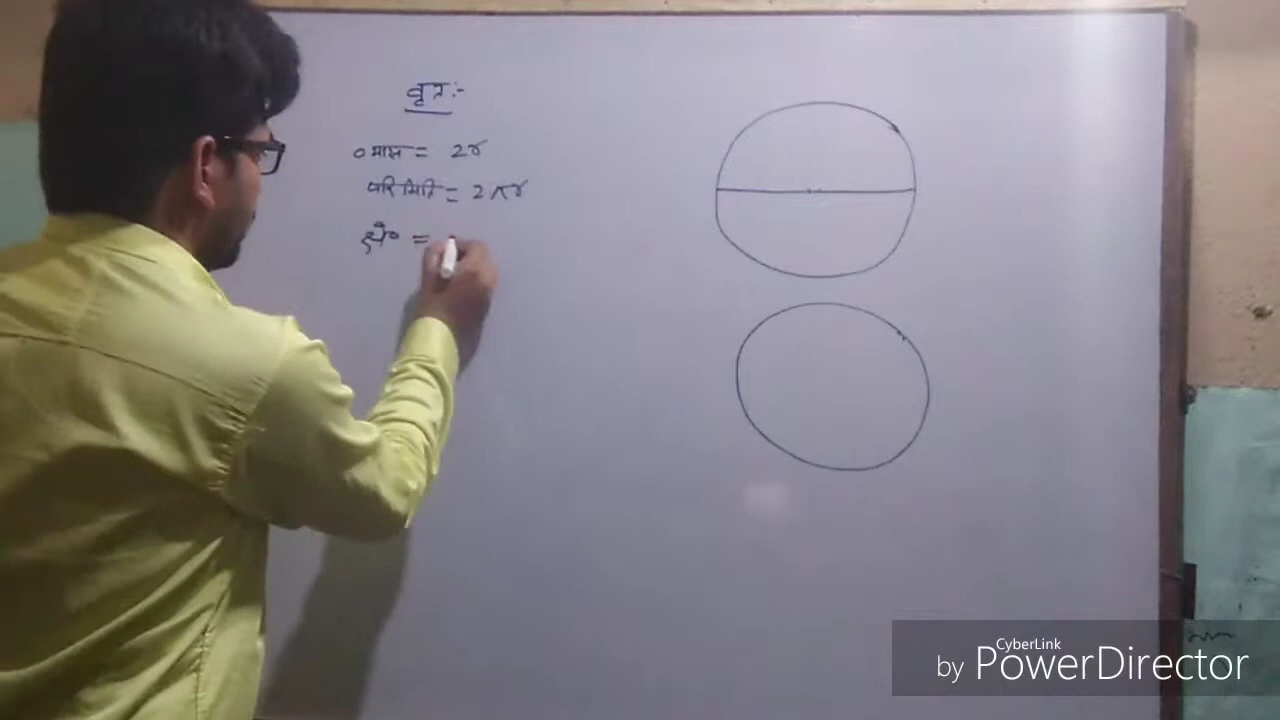 वृत्त :-
व्यास = 2r
परिमिति = 2πr
क्षे० =
CyberLink
by PowerDirector